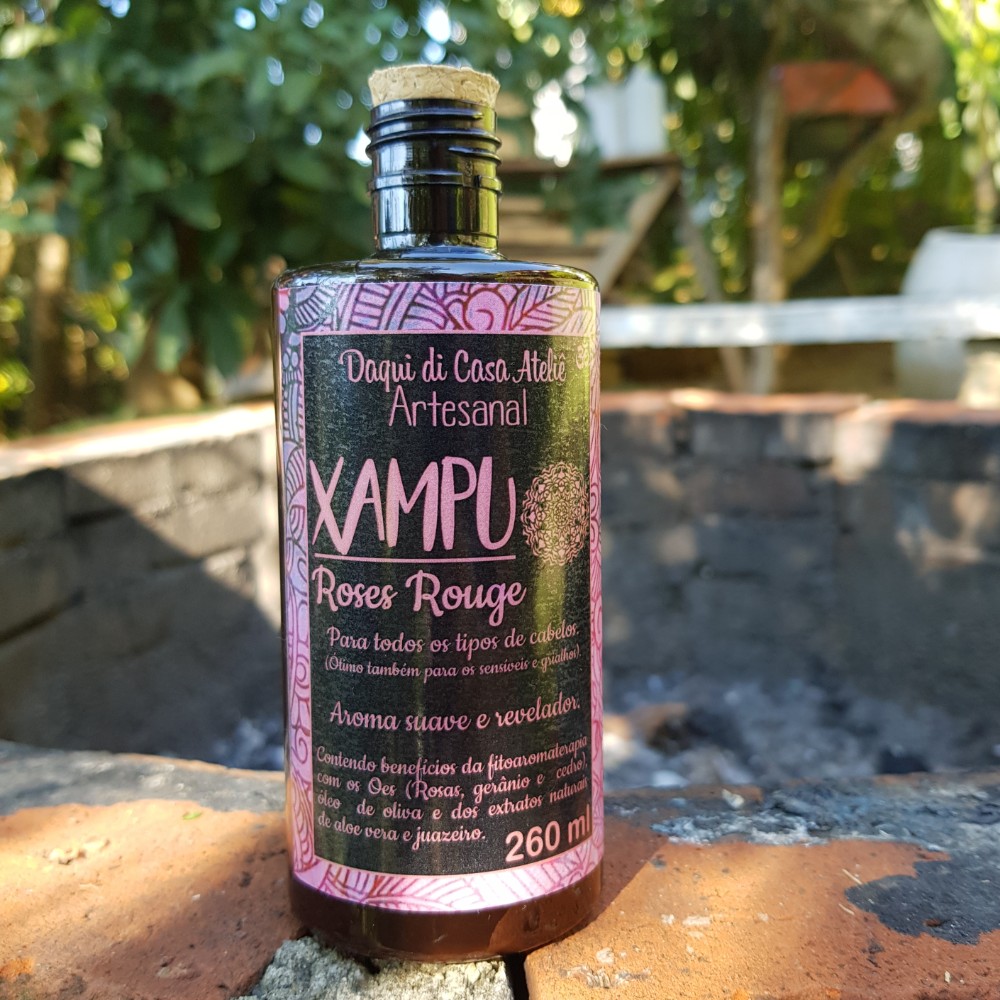 Daqui di Casa Ateliê
Artesanal
XAMPU
Roses Rouge
Para todos os tipos de cabelos.
(Ótimo também para os sensíveis e grisalhos).
Aroma suave e revelador.
Contendo benefícios da fitoaromaterapia
com os Oes (Rosas, gerânio e cedro),
óleo de oliva e dos extratos naturais
de aloe vera e juazeiro.
260 ml